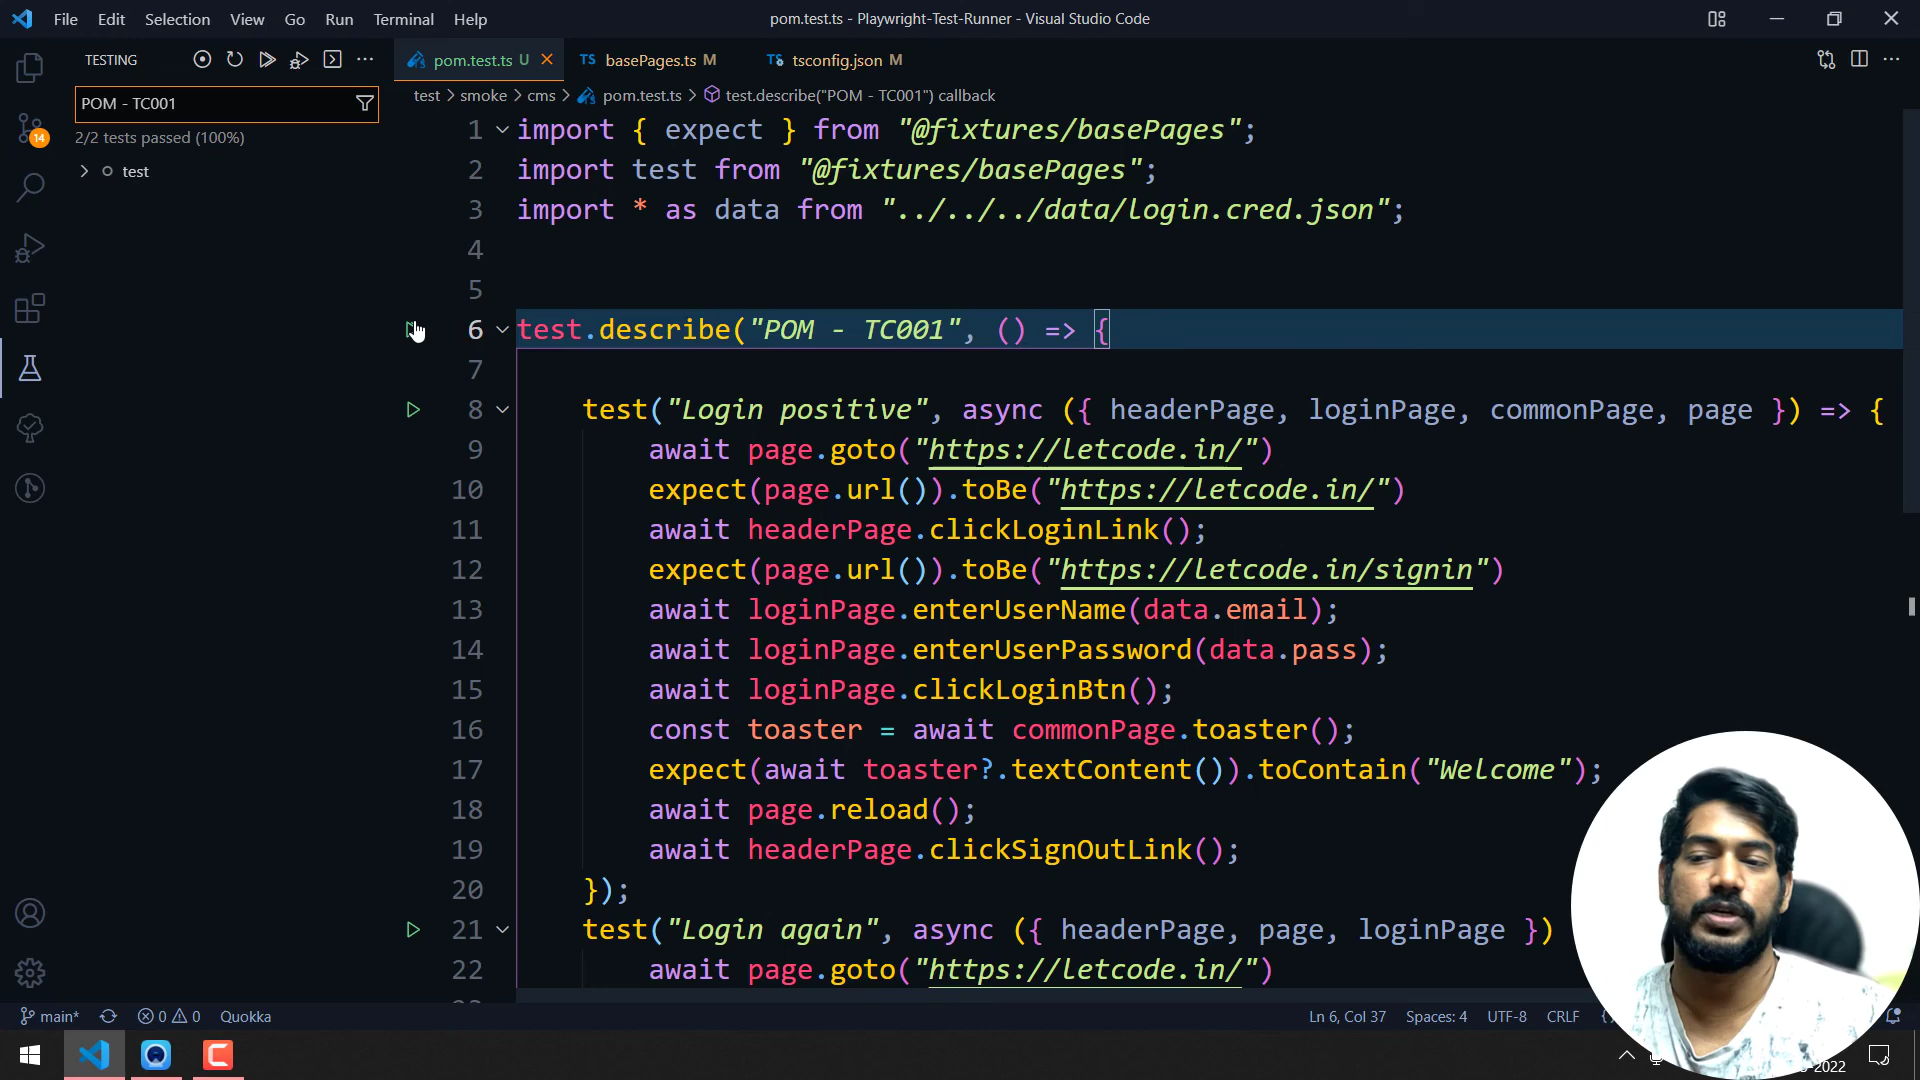 File Edit Selection View Go Run Terminal Help
pom.test.ts - Playwright-Test-Runner - Visual Studio Code
TESTING
pom.test.ts U
TS basePages.ts M
TS tsconfig.json M
POM - TC001
test > smoke > cms > pom.test.ts > test.describe("POM - TC001") callback
2/2 tests passed (100%)
test
14
1 import { expect } from "@fixtures/basePages";
2 import test from "@fixtures/basePages";
3 import * as data from "../../../data/login.cred.json";
4
5
6 test.describe("POM - TC001", () => {
7
8 test("Login positive", async ({ headerPage, loginPage, commonPage, page }) => {
9 await page.goto("https://letcode.in/")
10 expect(page.url()).toBe("https://letcode.in/")
11 await headerPage.clickLoginLink();
12 expect(page.url()).toBe("https://letcode.in/signin")
13 await loginPage.enterUserName(data.email);
14 await loginPage.enterUserPassword(data.pass);
15 await loginPage.clickLoginBtn();
16 const toaster = await commonPage.toaster();
17 expect(await toaster?.textContent()).toContain("Welcome");
18 await page.reload();
19 await headerPage.clickSignOutLink();
20 });
21 test("Login again", async ({ headerPage, page, loginPage })
22 await page.goto("https://letcode.in/")
main* 0 0 Quokka
Ln 6, Col 37 Spaces: 4 UTF-8 CRLF
-2022